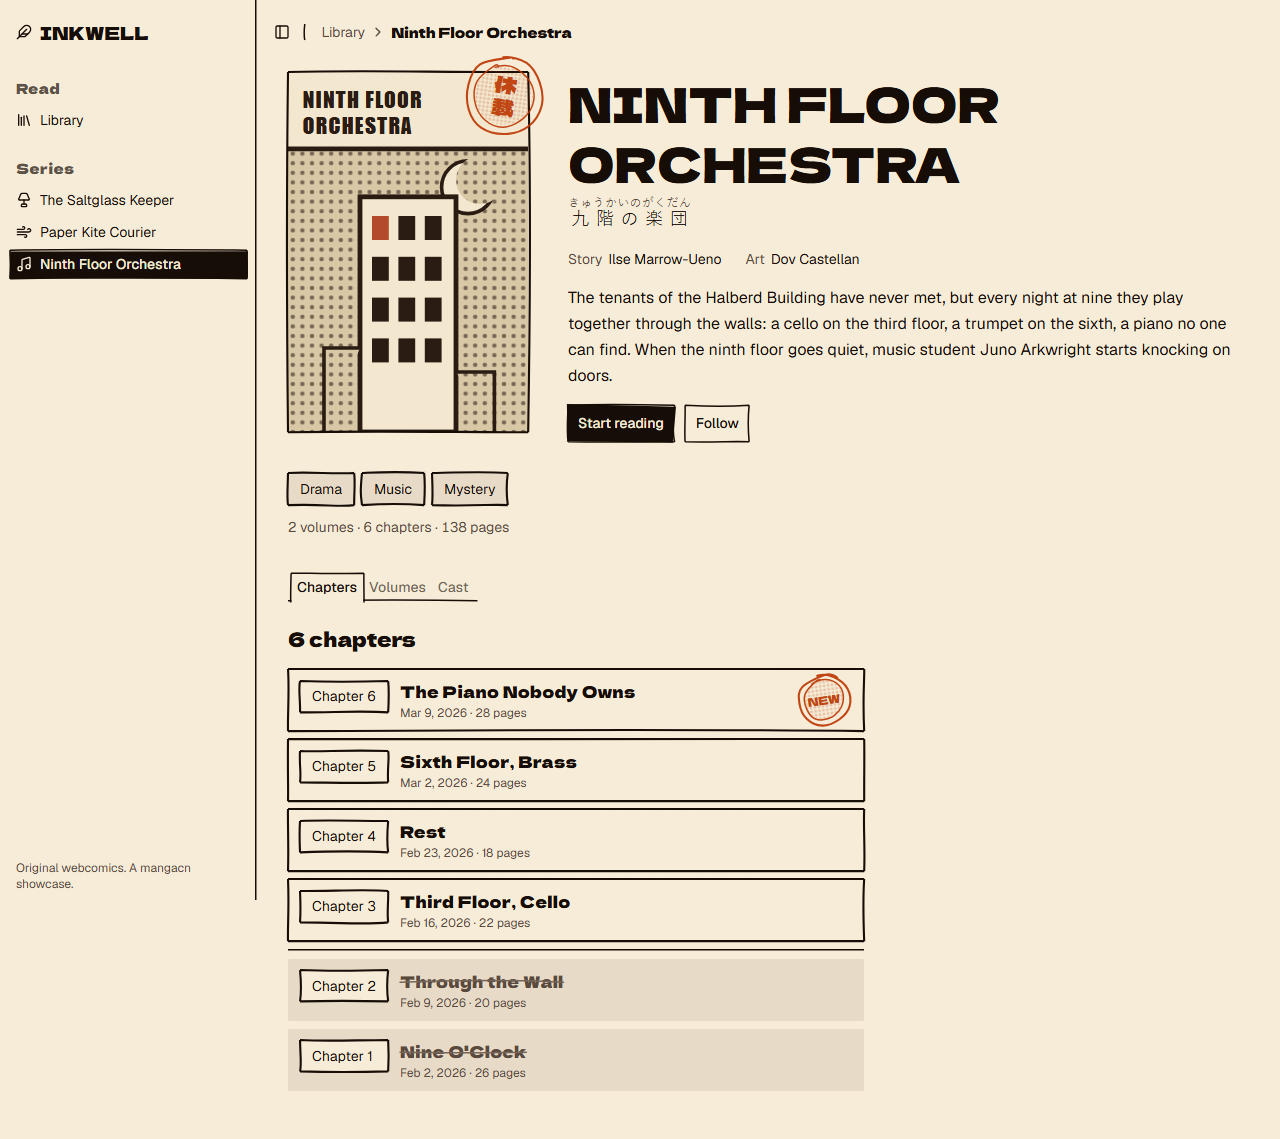 INKWELL
Read
Library
Series
The Saltglass Keeper
Paper Kite Courier
Ninth Floor Orchestra
Original webcomics. A mangacn
showcase.
Library > Ninth Floor Orchestra
NINTH FLOOR
ORCHESTRA
休
載
NINTH FLOOR
ORCHESTRA
きゅうかいのがくだん
九階の楽団
Story Ilse Marrow-Ueno Art Dov Castellan
The tenants of the Halberd Building have never met, but every night at nine they play
together through the walls: a cello on the third floor, a trumpet on the sixth, a piano no one
can find. When the ninth floor goes quiet, music student Juno Arkwright starts knocking on
doors.
Start reading Follow
Drama Music Mystery
2 volumes · 6 chapters · 138 pages
Chapters Volumes Cast
6 chapters
Chapter 6 The Piano Nobody Owns
Mar 9, 2026 · 28 pages
NEW
Chapter 5 Sixth Floor, Brass
Mar 2, 2026 · 24 pages
Chapter 4 Rest
Feb 23, 2026 · 18 pages
Chapter 3 Third Floor, Cello
Feb 16, 2026 · 22 pages
Chapter 2 Through the Wall
Feb 9, 2026 · 20 pages
Chapter 1 Nine O'Clock
Feb 2, 2026 · 26 pages